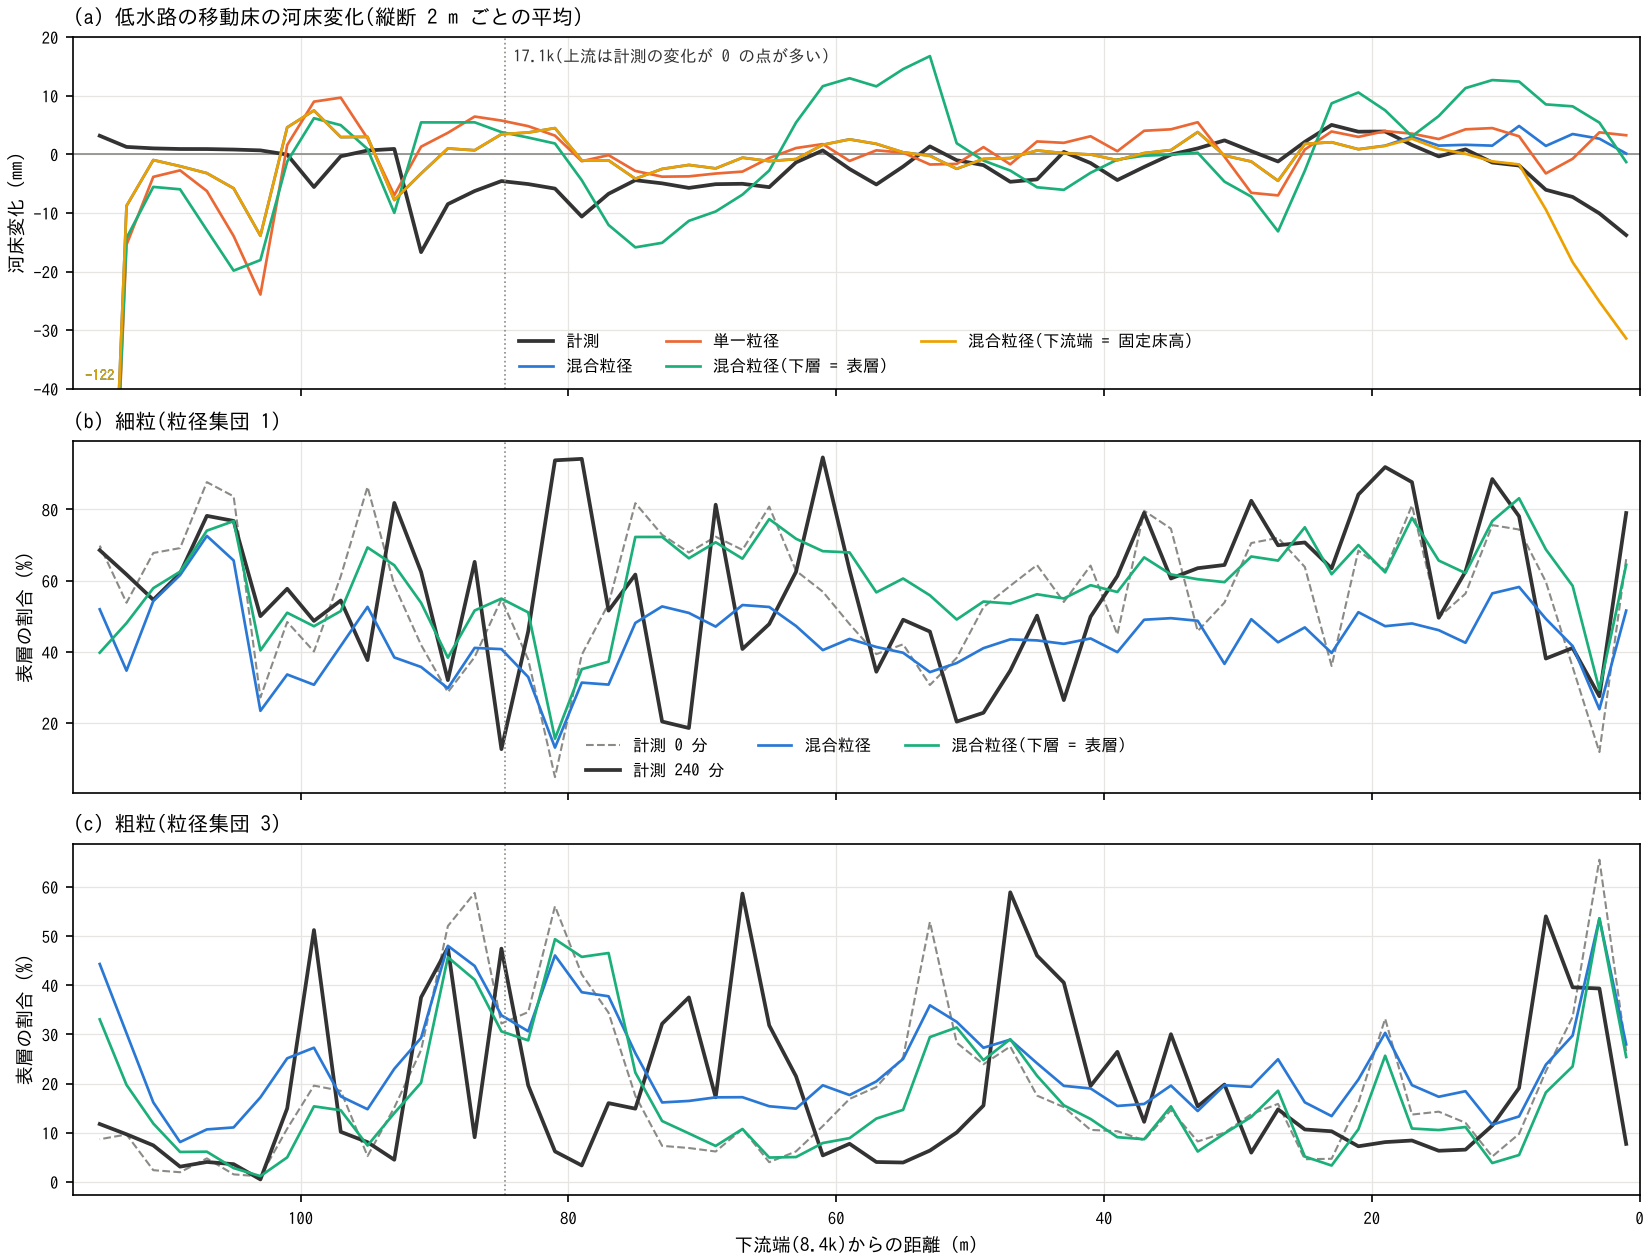 (a) 低水路の移動床の河床変化(縦断 2 m ごとの平均)
17.1k(上流は計測の変化が 0 の点が多い)
河床変化 (mm)
20
10
0
-10
-20
-30
-40
-122
計測
単一粒径
混合粒径(下流端 = 固定床高)
混合粒径
混合粒径(下層 = 表層)
(b) 細粒(粒径集団 1)
表層の割合 (%)
80
60
40
20
計測 0 分
混合粒径
混合粒径(下層 = 表層)
計測 240 分
(c) 粗粒(粒径集団 3)
表層の割合 (%)
60
50
40
30
20
10
0
100
80
60
40
20
0
下流端(8.4k)からの距離 (m)